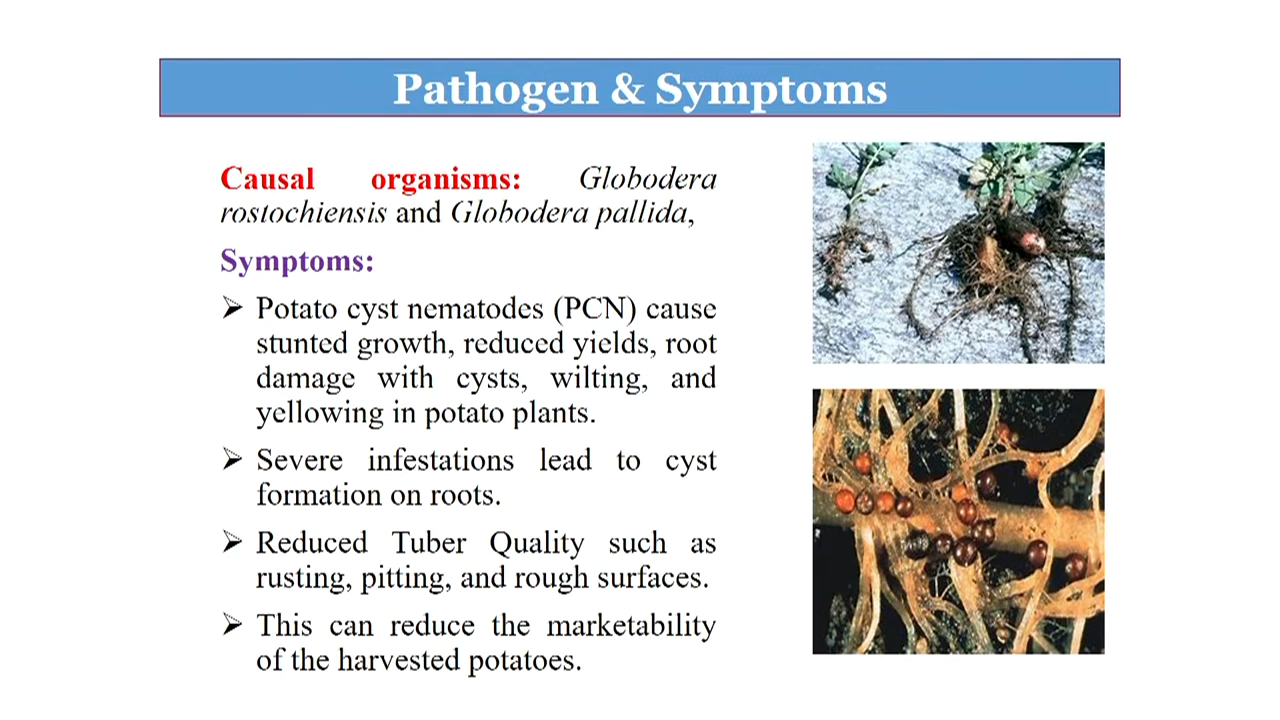 Pathogen & Symptoms
Causal organisms: Globodera
rostochiensis and Globodera pallida,
Symptoms:
➢ Potato cyst nematodes (PCN) cause
stunted growth, reduced yields, root
damage with cysts, wilting, and
yellowing in potato plants.
➢ Severe infestations lead to cyst
formation on roots.
➢ Reduced Tuber Quality such as
rusting, pitting, and rough surfaces.
➢ This can reduce the marketability
of the harvested potatoes.